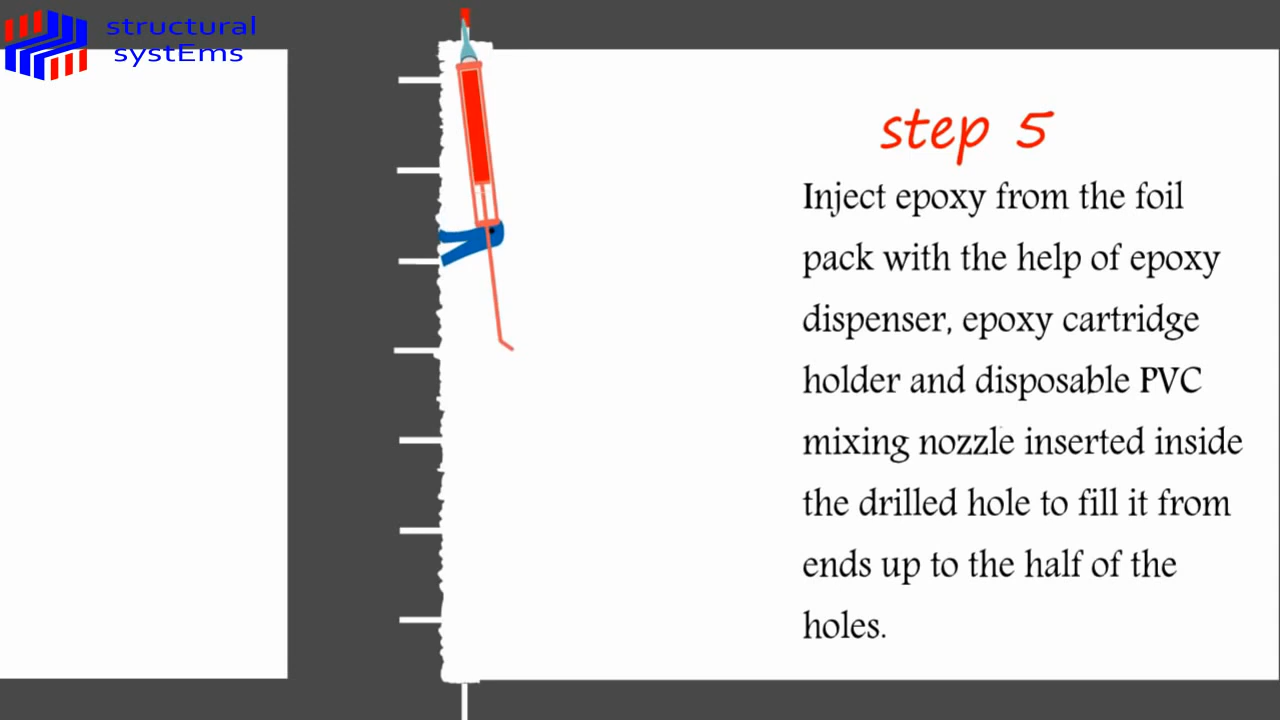 structural
systEms
step 5
Inject epoxy from the foil
pack with the help of epoxy
dispenser, epoxy cartridge
holder and disposable PVC
mixing nozzle inserted inside
the drilled hole to fill it from
ends up to the half of the
holes.